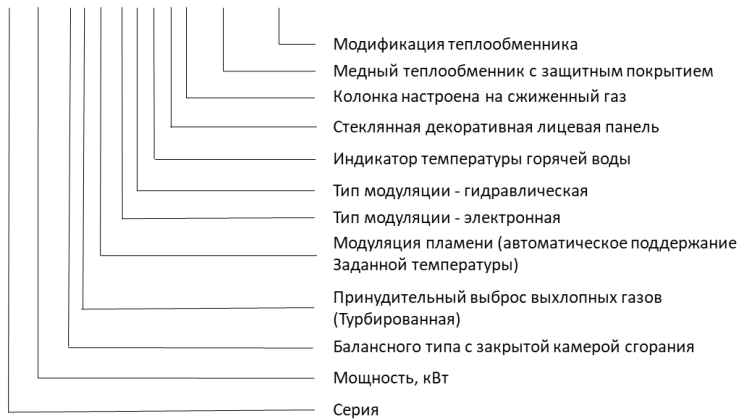 Модификация теплообменника
Медный теплообменник с защитным покрытием
Колонка настроена на сжиженный газ
Стеклянная декоративная лицевая панель
Индикатор температуры горячей воды
Тип модуляции - гидравлическая
Тип модуляции - электронная
Модуляция пламени (автоматическое поддержание
Заданной температуры)
Принудительный выброс выхлопных газов
(Турбированная)
Балансного типа с закрытой камерой сгорания
Мощность, кВт
Серия